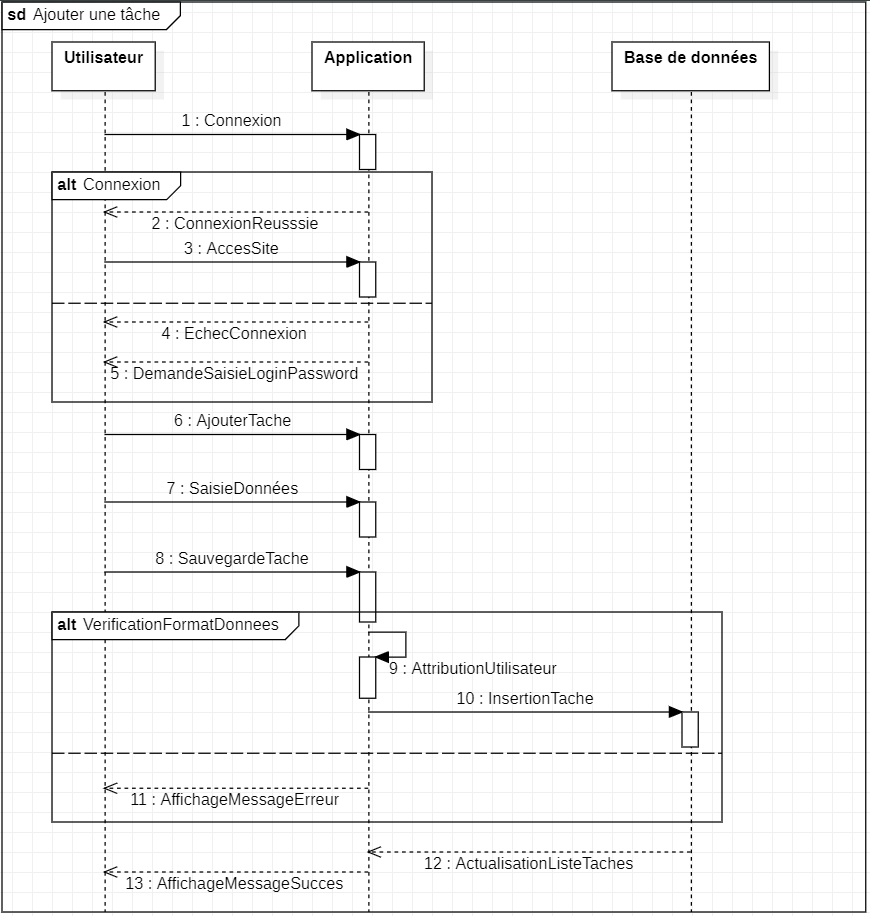 sd Ajouter une tâche
Utilisateur
Application
Base de données
1 : Connexion
alt Connexion
2 : ConnexionReusssie
3 : AccesSite
4 : EchecConnexion
5 : DemandeSaisieLoginPassword
6 : AjouterTache
7 : SaisieDonnées
8 : SauvegardeTache
alt VerificationFormatDonnees
9 : AttributionUtilisateur
10 : InsertionTache
11 : AffichageMessageErreur
12 : ActualisationListeTaches
13 : AffichageMessageSucces